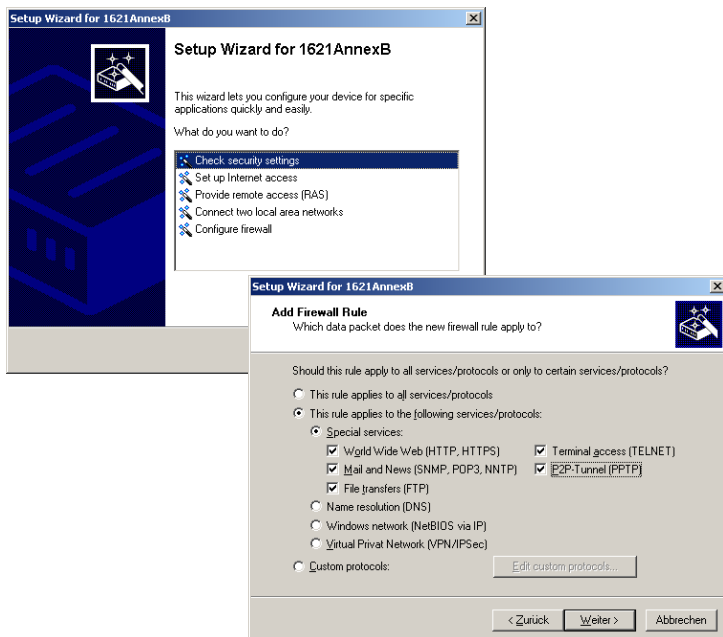 Setup Wizard for 1621AnnexB
Setup Wizard for 1621AnnexB
This wizard lets you configure your device for specific
applications quickly and easily.
What do you want to do?
Check security settings
Set up Internet access
Provide remote access (RAS)
Connect two local area networks
Configure firewall
Setup Wizard for 1621AnnexB
Add Firewall Rule
Which data packet does the new firewall rule apply to?
Should this rule apply to all services/protocols or only to certain services/protocols?
This rule applies to all services/protocols
This rule applies to the following services/protocols:
Special services:
World Wide Web (HTTP, HTTPS)
Terminal access (TELNET)
Mail and News (SNMP, POP3, NNTP)
P2P-Tunnel (PPTP)
File transfers (FTP)
Name resolution (DNS)
Windows network (NetBIOS via IP)
Virtual Privat Network (VPN/IPSec)
Custom protocols:
Edit custom protocols...
< Zurück
Weiter >
Abbrechen